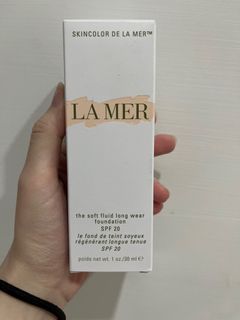 SKINCOLOR DE LA MER™
LA MER
the soft fluid long wear
foundation
SPF 20
le fond de teint soyeux
régénérant longue tenue
SPF 20
poids net wt. 1 oz./30 ml ℮